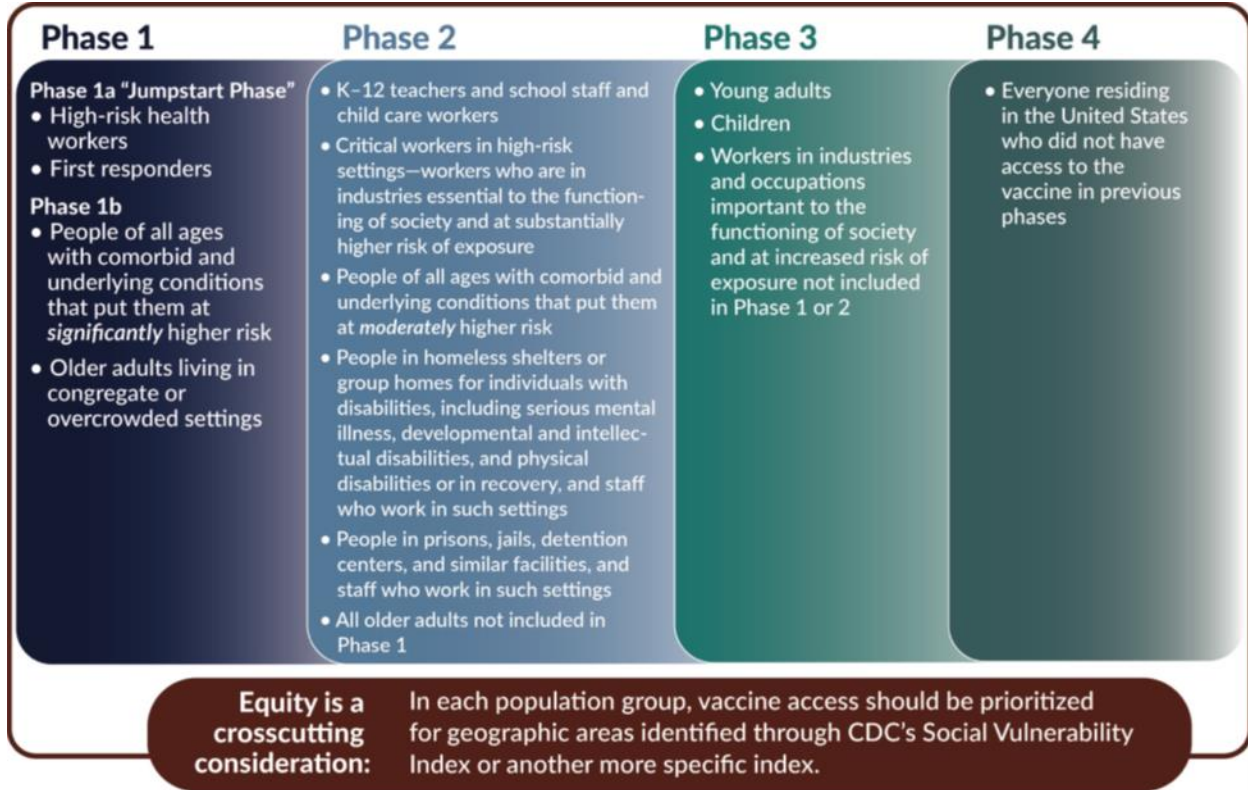 Phase 1
Phase 1a “Jumpstart Phase”
• High-risk health
workers
• First responders
Phase 1b
• People of all ages
with comorbid and
underlying conditions
that put them at
significantly higher risk
• Older adults living in
congregate or
overcrowded settings
Phase 2
• K–12 teachers and school staff and
child care workers
• Critical workers in high-risk
settings—workers who are in
industries essential to the function-
ing of society and at substantially
higher risk of exposure
• People of all ages with comorbid and
underlying conditions that put them
at moderately higher risk
• People in homeless shelters or
group homes for individuals with
disabilities, including serious mental
illness, developmental and intellec-
tual disabilities, and physical
disabilities or in recovery, and staff
who work in such settings
• People in prisons, jails, detention
centers, and similar facilities, and
staff who work in such settings
• All older adults not included in
Phase 1
Phase 3
• Young adults
• Children
• Workers in industries
and occupations
important to the
functioning of society
and at increased risk of
exposure not included
in Phase 1 or 2
Phase 4
• Everyone residing
in the United States
who did not have
access to the
vaccine in previous
phases
Equity is a
crosscutting
consideration:
In each population group, vaccine access should be prioritized
for geographic areas identified through CDC’s Social Vulnerability
Index or another more specific index.